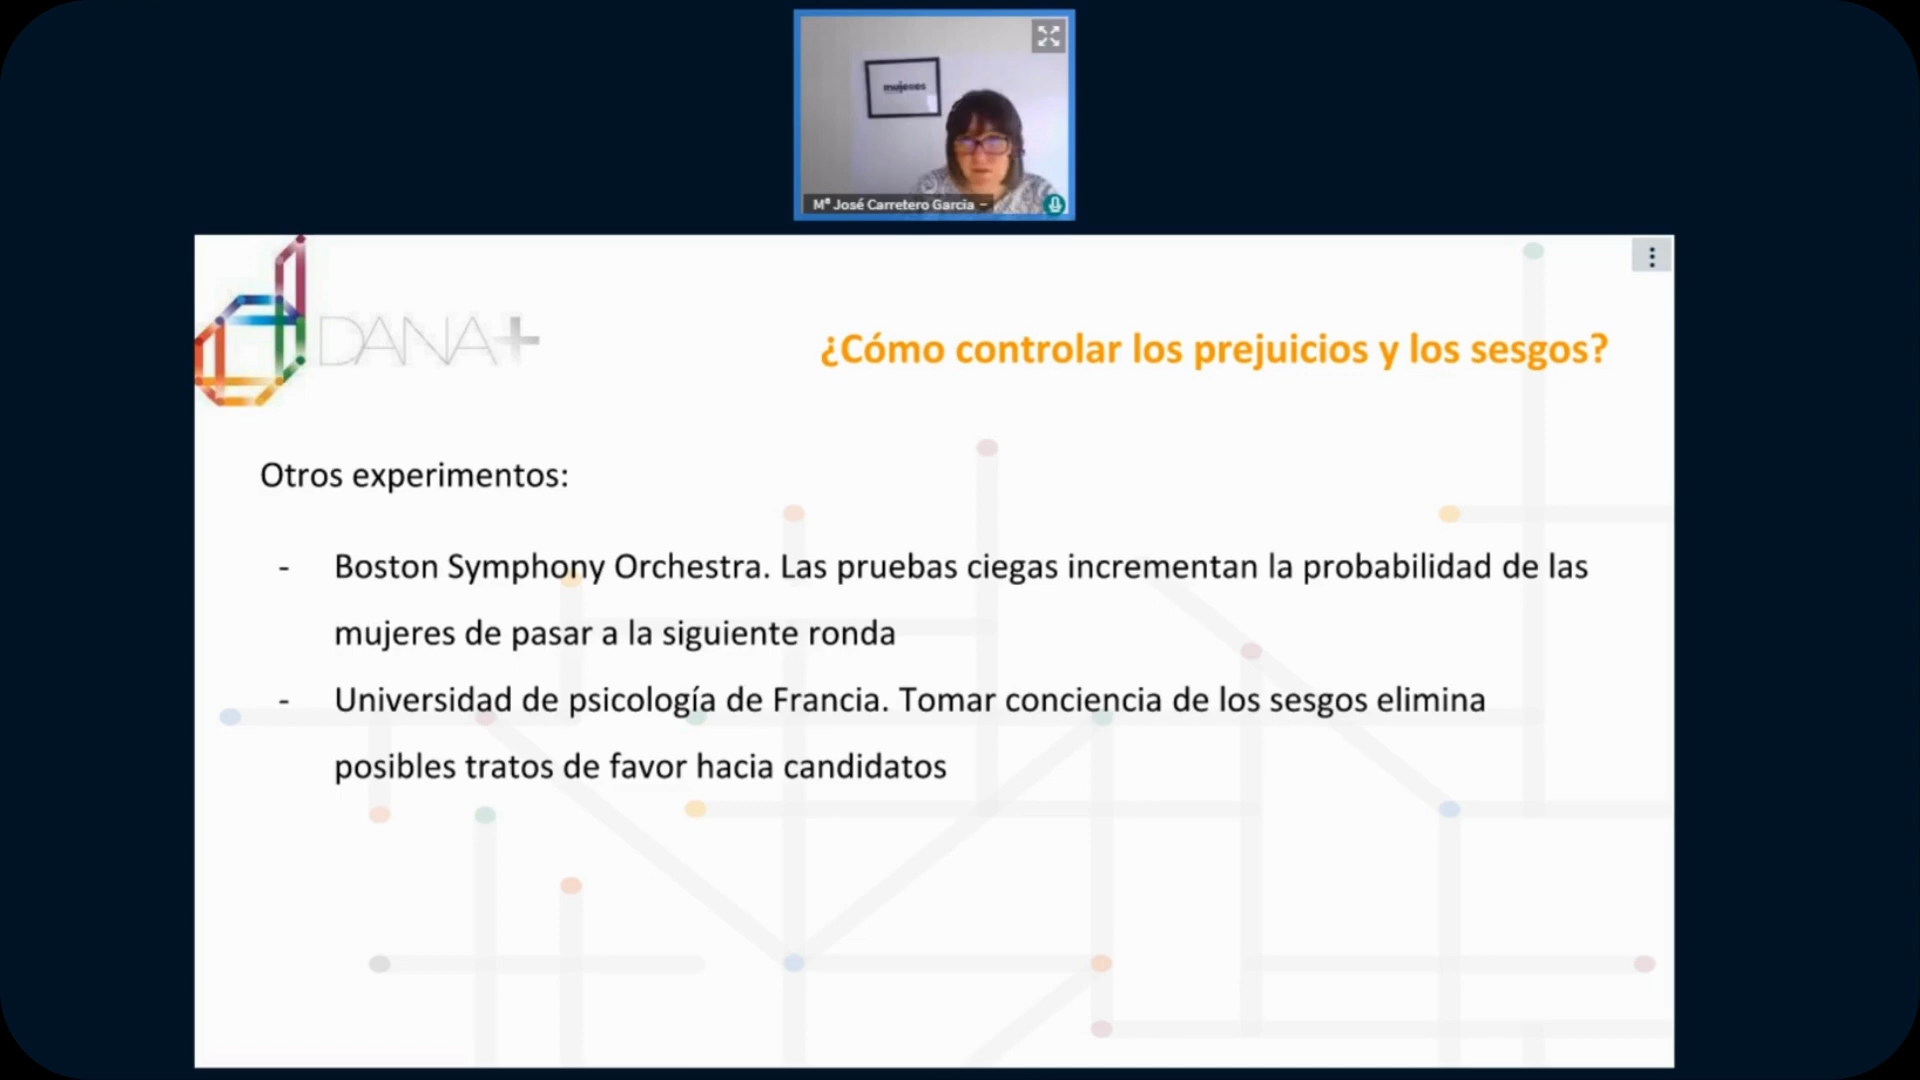 mujeres
Mª José Carretero Garcia
DANA+
¿Cómo controlar los prejuicios y los sesgos?
Otros experimentos:
- Boston Symphony Orchestra. Las pruebas ciegas incrementan la probabilidad de las
mujeres de pasar a la siguiente ronda
- Universidad de psicología de Francia. Tomar conciencia de los sesgos elimina
posibles tratos de favor hacia candidatos